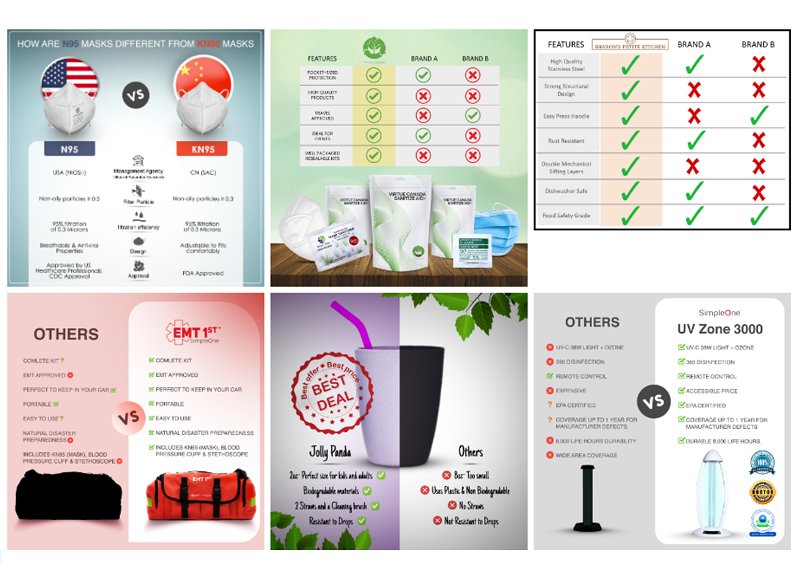 HOW ARE N95 MASKS DIFFERENT FROM KN95 MASKS
VS
N95
KN95
USA (NIOSH)
Management Agency
CN (SAC)
Non-oily particles ≥ 0.3
Filter Particle
Non-oily particles ≥ 0.3
95% filtration
of 0.3 Microns
filtration efficiency
95% filtration
of 0.3 Microns
Breathable & Antiviral
Properties
Design
Adjustable to fits
comfortably
Approved by US
Healthcare Professionals
CDC Approval
Approval
FDA Approved
FEATURES
BRAND A
BRAND B
POCKET-SIZED
PROTECTION
HIGH QUALITY
PRODUCTS
TRAVEL
APPROVED
IDEAL FOR
EVENTS
WELL PACKAGED
RESEALABLE KITS
VIRTUE CANADA
SANITIZE AID+
VIRTUE CANADA
SANITIZE AID+
FEATURES
SHARON'S PETITE KITCHEN
BRAND A
BRAND B
High Quality
Stainless Steel
Strong Structural
Design
Easy Press Handle
Rust Resistant
Double Mechanical
Sifting Layers
Dishwasher Safe
Food Safety Grade
OTHERS
EMT 1ST™
SimpleOne
COMLETE KIT ?
EMT APPROVED
PERFECT TO KEEP IN YOUR CAR
PORTABLE
EASY TO USE ?
NATURAL DISASTER
PREPAREDNESS
INCLUDES KN95 (MASK), BLOOD
PRESSURE CUFF & STETHOSCOPE
VS
COMLETE KIT
EMT APPROVED
PERFECT TO KEEP IN YOUR CAR
PORTABLE
EASY TO USE
NATURAL DISASTER PREPAREDNESS
INCLUDES KN95 (MASK), BLOOD
PRESSURE CUFF & STETHOSCOPE
EMT 1ST
Best offer
Best price
BEST
DEAL
Jolly Panda
Others
Perfect size for kids and adults
8oz- Too small
Biodegradable materials
Uses Plastic & Non Biodegradable
2 Straws and a Cleaning brush
No Straws
Resistant to Drops
Not Resistant to Drops
OTHERS
SimpleOne
UV Zone 3000
UV-C 38W LIGHT + OZONE
360 DISINFECTION
REMOTE CONTROL
EXPENSIVE
? EPA CERTIFIED
? COVERAGE UP TO 1 YEAR FOR
MANUFACTURER DEFECTS
8,000 LIFE HOURS DURABILITY
WIDE AREA COVERAGE
VS
UV-C 38W LIGHT + OZONE
360 DISINFECTION
REMOTE CONTROL
ACCESSIBLE PRICE
EPA CERTIFIED
COVERAGE UP TO 1 YEAR FOR
MANUFACTURER DEFECTS
DURABLE 8,000 LIFE HOURS
100%
DOCTOR